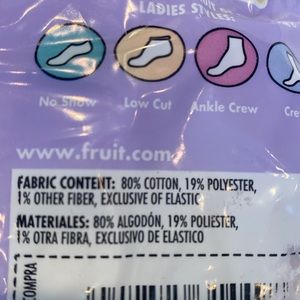 LADIES STYLES:
No Show
Low Cut
Ankle Crew
www.fruit.com
FABRIC CONTENT: 80% COTTON, 19% POLYESTER,
1% OTHER FIBER, EXCLUSIVE OF ELASTIC
MATERIALES: 80% ALGODÓN, 19% POLIESTER,
1% OTRA FIBRA, EXCLUSIVO DE ELASTICO
COMPRA